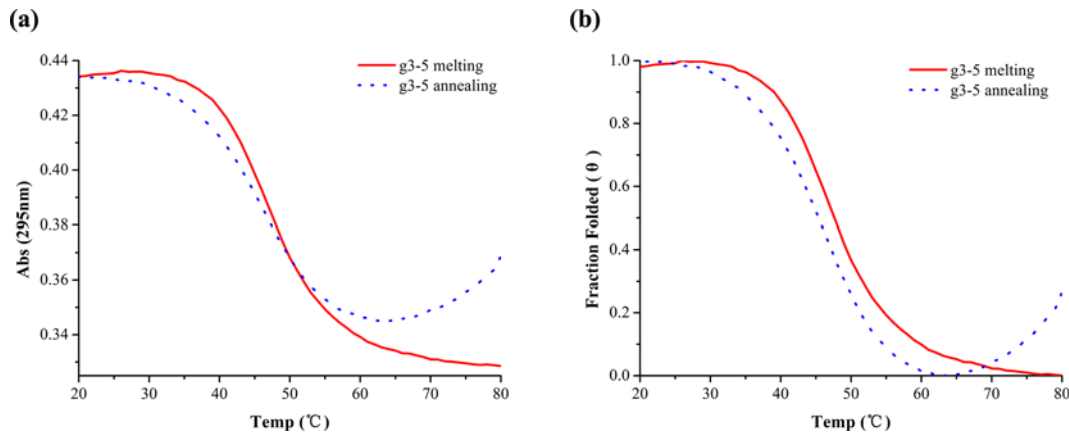 (a)
g3-5 melting
g3-5 annealing
0.44
0.42
0.40
0.38
0.36
0.34
Abs (295nm)
20 30 40 50 60 70 80
Temp (℃)
(b)
g3-5 melting
g3-5 annealing
1.0
0.8
0.6
0.4
0.2
0.0
Fraction Folded ( θ )
20 30 40 50 60 70 80
Temp (℃)